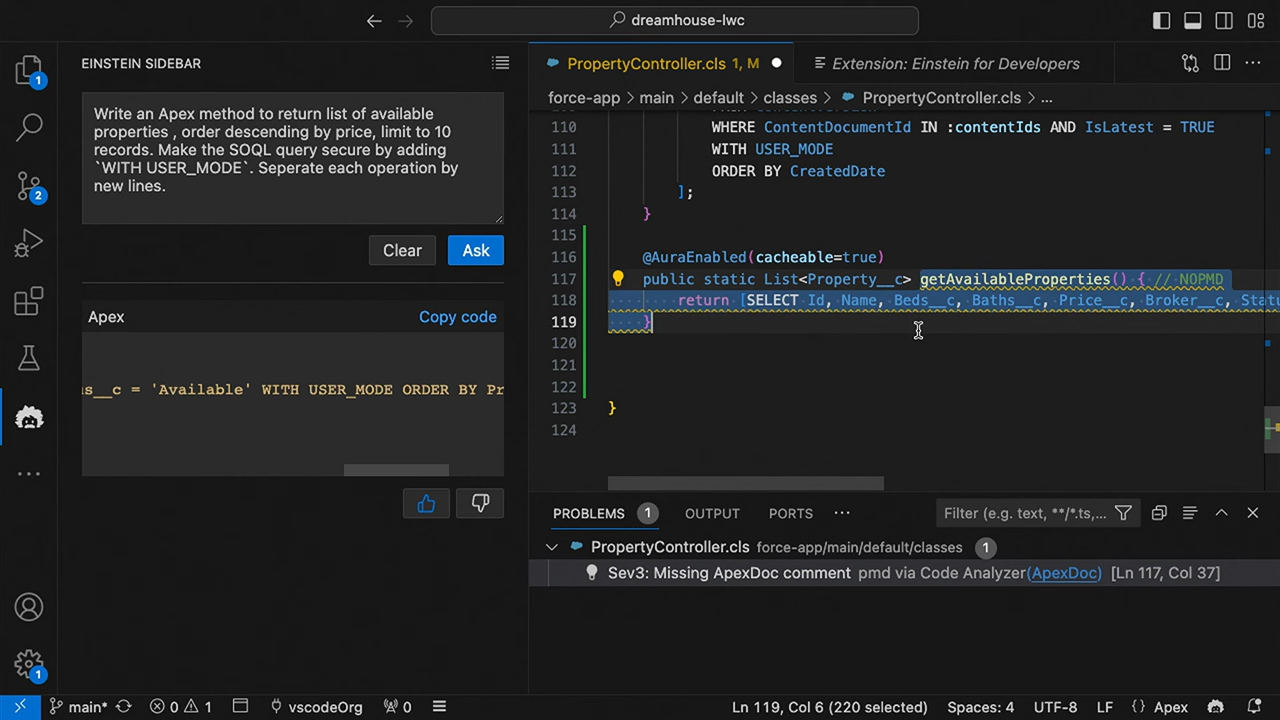 dreamhouse-lwc
EINSTEIN SIDEBAR
Write an Apex method to return list of available
properties , order descending by price, limit to 10
records. Make the SOQL query secure by adding
`WITH USER_MODE`. Seperate each operation by
new lines.
Clear
Ask
Apex
Copy code
s__c = 'Available' WITH USER_MODE ORDER BY Pr
1
2
1
PropertyController.cls 1, M
Extension: Einstein for Developers
force-app > main > default > classes > PropertyController.cls > ...
110 WHERE ContentDocumentId IN :contentIds AND IsLatest = TRUE
111 WITH USER_MODE
112 ORDER BY CreatedDate
113 ];
114 }
115
116 @AuraEnabled(cacheable=true)
117 public static List<Property__c> getAvailableProperties() { // NOPMD
118 return [SELECT Id, Name, Beds__c, Baths__c, Price__c, Broker__c, Statu
119 }
120
121
122
123 }
124
PROBLEMS 1
OUTPUT
PORTS
Filter (e.g. text, **/*.ts,...
PropertyController.cls force-app/main/default/classes 1
Sev3: Missing ApexDoc comment pmd via Code Analyzer(ApexDoc) [Ln 117, Col 37]
main* 0 1 vscodeOrg 0
Ln 119, Col 6 (220 selected) Spaces: 4 UTF-8 LF {} Apex